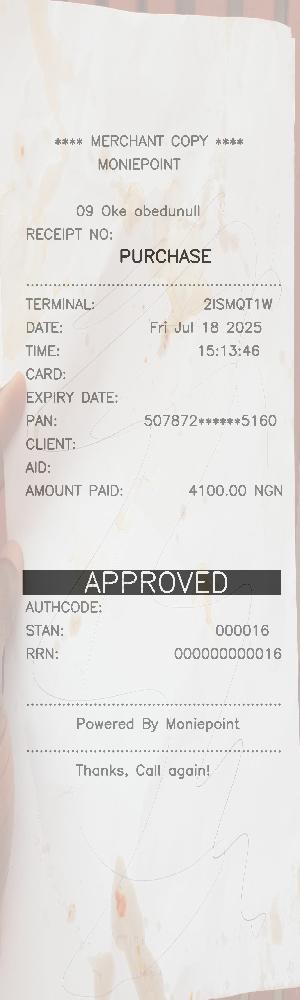 **** MERCHANT COPY ****
MONIEPOINT
09 Oke obedunull
RECEIPT NO:
PURCHASE
TERMINAL: 2ISMQT1W
DATE: Fri Jul 18 2025
TIME: 15:13:46
CARD:
EXPIRY DATE:
PAN: 507872******5160
CLIENT:
AID:
AMOUNT PAID: 4100.00 NGN
APPROVED
AUTHCODE:
STAN: 000016
RRN: 000000000016
Powered By Moniepoint
Thanks, Call again!